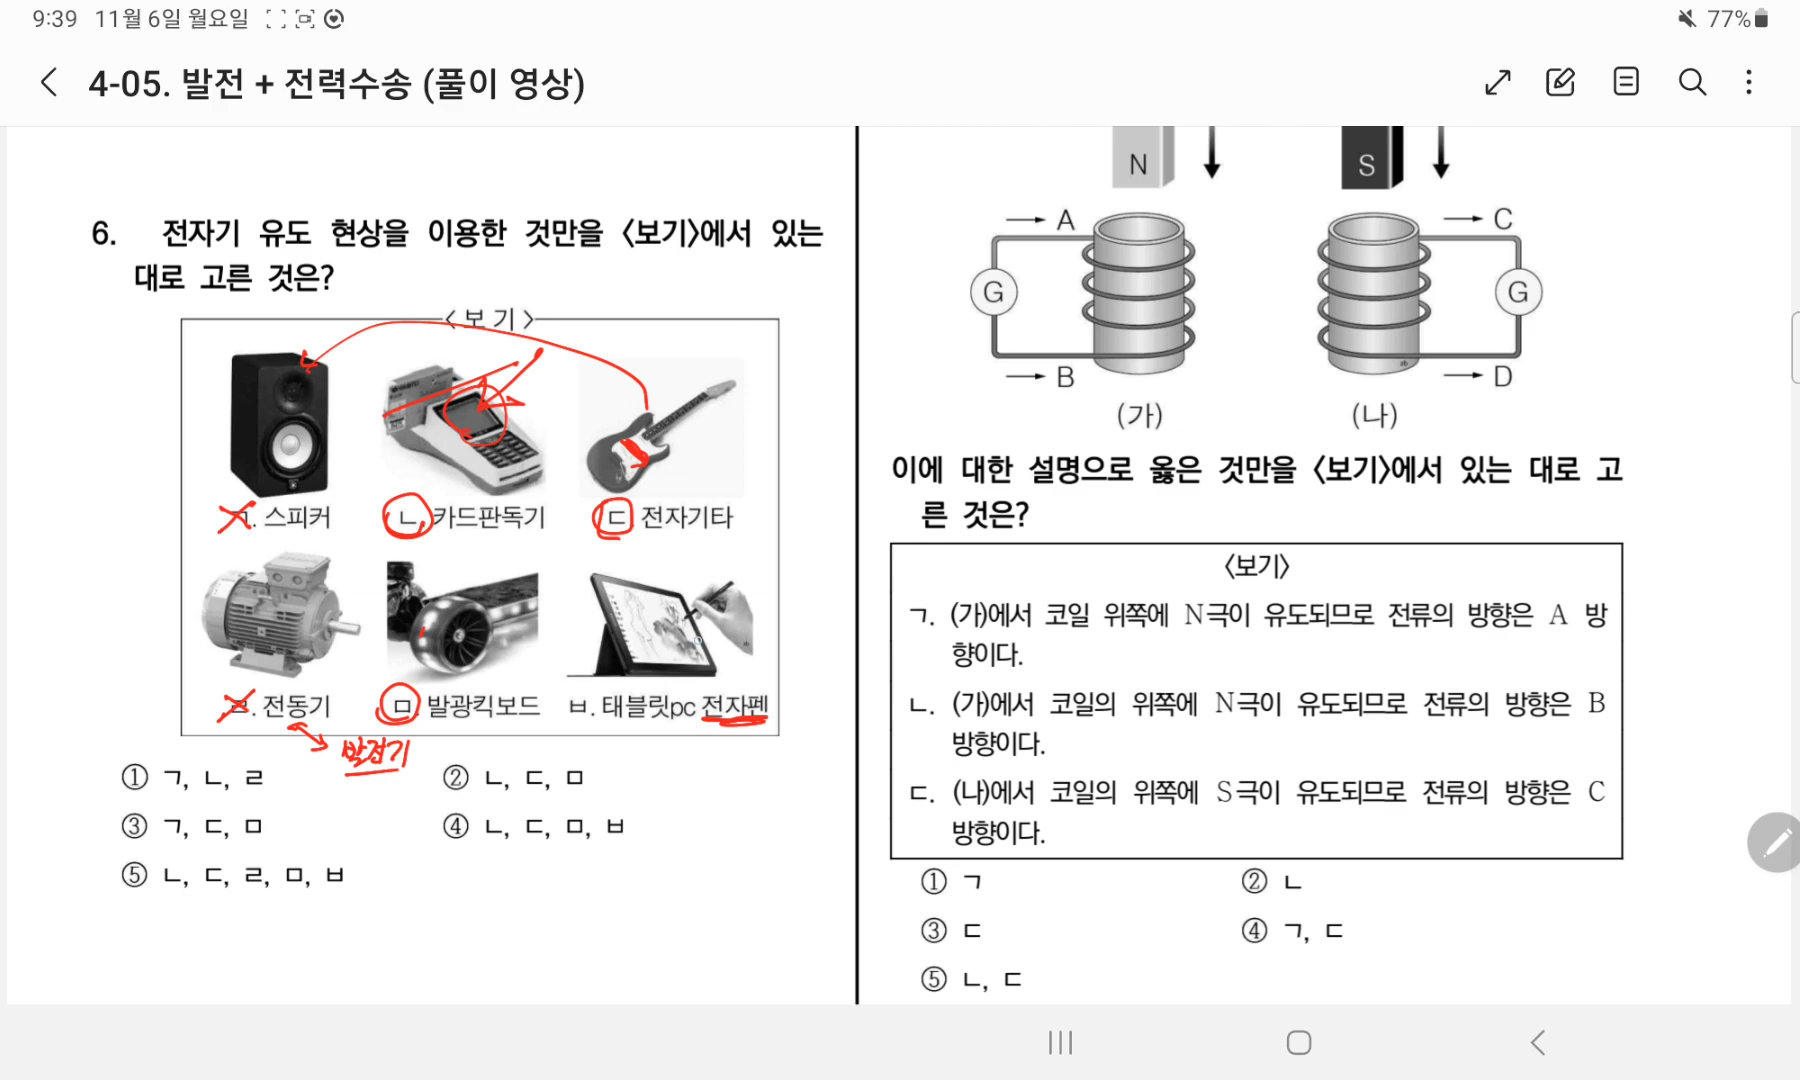 9:39 11월 6일 월요일
77%
4-05. 발전 + 전력수송 (풀이 영상)
6. 전자기 유도 현상을 이용한 것만을 <보기>에서 있는
대로 고른 것은?
<보 기>
ㄱ. 스피커 ㄴ. 카드판독기 ㄷ. 전자기타
ㄹ. 전동기 ㅁ. 발광킥보드 ㅂ. 태블릿pc 전자펜
발전기
① ㄱ, ㄴ, ㄹ ② ㄴ, ㄷ, ㅁ
③ ㄱ, ㄷ, ㅁ ④ ㄴ, ㄷ, ㅁ, ㅂ
⑤ ㄴ, ㄷ, ㄹ, ㅁ, ㅂ
N S
A C
G G
B D
(가) (나)
이에 대한 설명으로 옳은 것만을 <보기>에서 있는 대로 고
른 것은?
<보기>
ㄱ. (가)에서 코일 위쪽에 N극이 유도되므로 전류의 방향은 A 방
향이다.
ㄴ. (가)에서 코일의 위쪽에 N극이 유도되므로 전류의 방향은 B
방향이다.
ㄷ. (나)에서 코일의 위쪽에 S극이 유도되므로 전류의 방향은 C
방향이다.
① ㄱ ② ㄴ
③ ㄷ ④ ㄱ, ㄷ
⑤ ㄴ, ㄷ